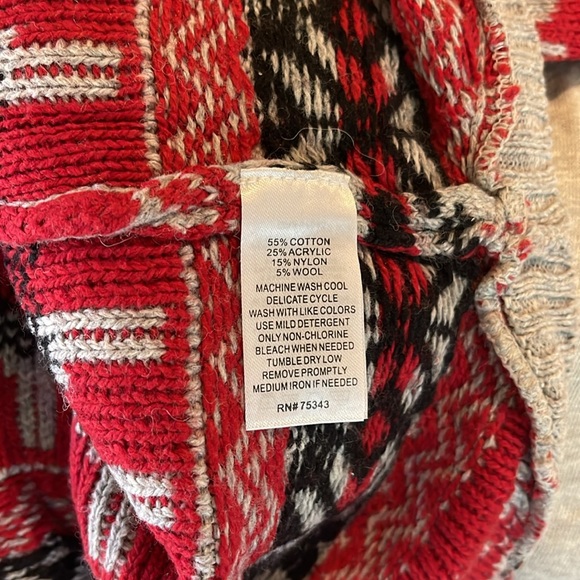 55% COTTON
25% ACRYLIC
15% NYLON
5% WOOL
MACHINE WASH COOL
DELICATE CYCLE
WASH WITH LIKE COLORS
USE MILD DETERGENT
ONLY NON-CHLORINE
BLEACH WHEN NEEDED
TUMBLE DRY LOW
REMOVE PROMPTLY
MEDIUM IRON IF NEEDED
RN# 75343